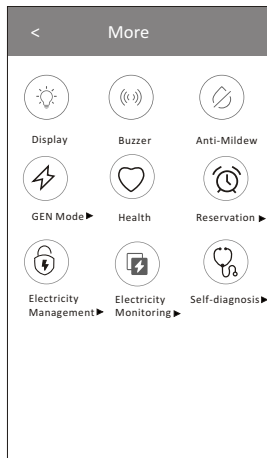 < More
Display Buzzer Anti-Mildew
GEN Mode▶ Health Reservation▶
Electricity Electricity Self-diagnosis▶
Management▶ Monitoring▶